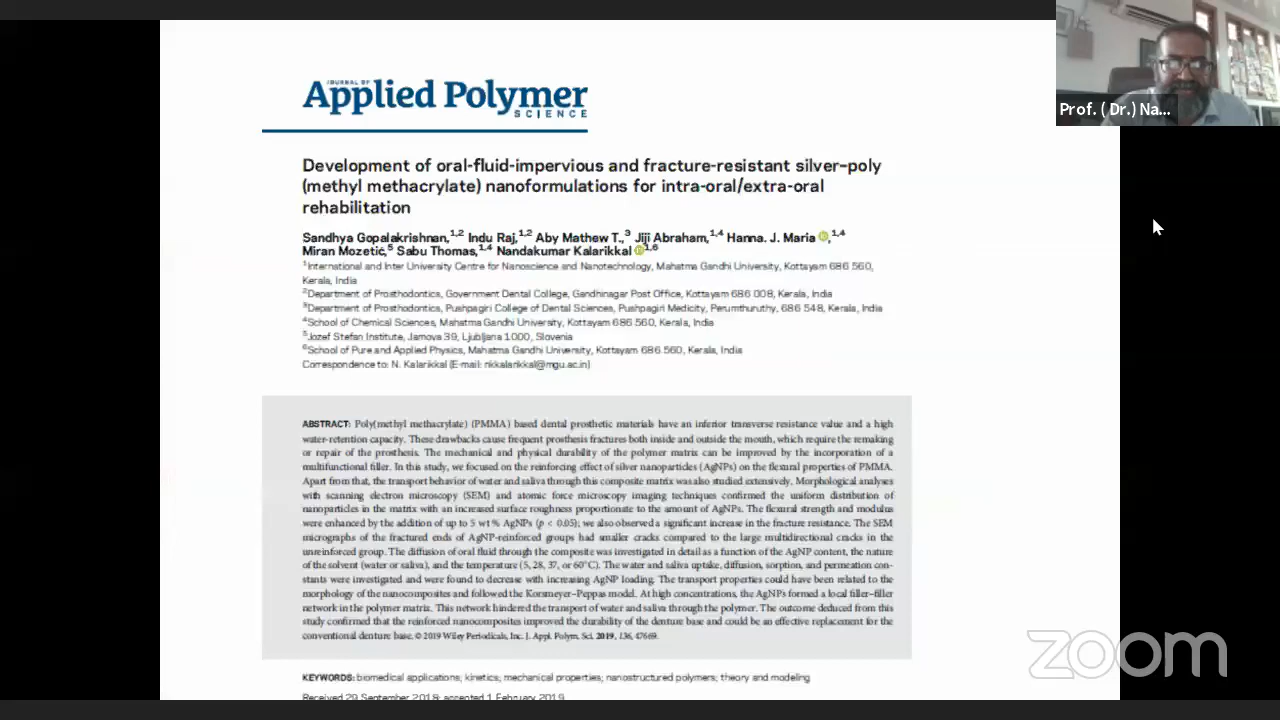 JOURNAL OF
Applied Polymer
SCIENCE
Prof. ( Dr.) Na...
Development of oral-fluid-impervious and fracture-resistant silver–poly
(methyl methacrylate) nanoformulations for intra-oral/extra-oral
rehabilitation
Sandhya Gopalakrishnan,1,2 Indu Raj,1,2 Aby Mathew T.,3 Jiji Abraham,1,4 Hanna. J. Maria ,1,4
Miran Mozetič,5 Sabu Thomas,1,4 Nandakumar Kalarikkal 1,6
1International and Inter University Centre for Nanoscience and Nanotechnology, Mahatma Gandhi University, Kottayam 686 560,
Kerala, India
2Department of Prosthodontics, Government Dental College, Gandhinagar Post Office, Kottayam 686 008, Kerala, India
3Department of Prosthodontics, Pushpagiri College of Dental Sciences, Pushpagiri Medicity, Perumthuruthy, 686 548, Kerala, India
4School of Chemical Sciences, Mahatma Gandhi University, Kottayam 686 560, Kerala, India
5Jozef Stefan Institute, Jamova 39, Ljubljana 1000, Slovenia
6School of Pure and Applied Physics, Mahatma Gandhi University, Kottayam 686 560, Kerala, India
Correspondence to: N. Kalarikkal (E-mail: nkkalarikkal@mgu.ac.in)
ABSTRACT: Poly(methyl methacrylate) (PMMA) based dental prosthetic materials have an inferior transverse resistance value and a high
water-retention capacity. These drawbacks cause frequent prosthesis fractures both inside and outside the mouth, which require the remaking
or repair of the prosthesis. The mechanical and physical durability of the polymer matrix can be improved by the incorporation of a
multifunctional filler. In this study, we focused on the reinforcing effect of silver nanoparticles (AgNPs) on the flexural properties of PMMA.
Apart from that, the transport behavior of water and saliva through this composite matrix was also studied extensively. Morphological analyses
with scanning electron microscopy (SEM) and atomic force microscopy imaging techniques confirmed the uniform distribution of
nanoparticles in the matrix with an increased surface roughness proportionate to the amount of AgNPs. The flexural strength and modulus
were enhanced by the addition of up to 5 wt % AgNPs (p < 0.05); we also observed a significant increase in the fracture resistance. The SEM
micrographs of the fractured ends of AgNP-reinforced groups had smaller cracks compared to the large multidirectional cracks in the
unreinforced group. The diffusion of oral fluid through the composite was investigated in detail as a function of the AgNP content, the nature
of the solvent (water or saliva), and the temperature (5, 28, 37, or 60°C). The water and saliva uptake, diffusion, sorption, and permeation con-
stants were investigated and were found to decrease with increasing AgNP loading. The transport properties could have been related to the
morphology of the nanocomposites and followed the Korsmeyer–Peppas model. At high concentrations, the AgNPs formed a local filler–filler
network in the polymer matrix. This network hindered the transport of water and saliva through the polymer. The outcome deduced from this
study confirmed that the reinforced nanocomposites improved the durability of the denture base and could be an effective replacement for the
conventional denture base. © 2019 Wiley Periodicals, Inc. J. Appl. Polym. Sci. 2019, 136, 47669.
KEYWORDS: biomedical applications; kinetics; mechanical properties; nanostructured polymers; theory and modeling
Received 29 September 2018; accepted 1 February 2019
zoom